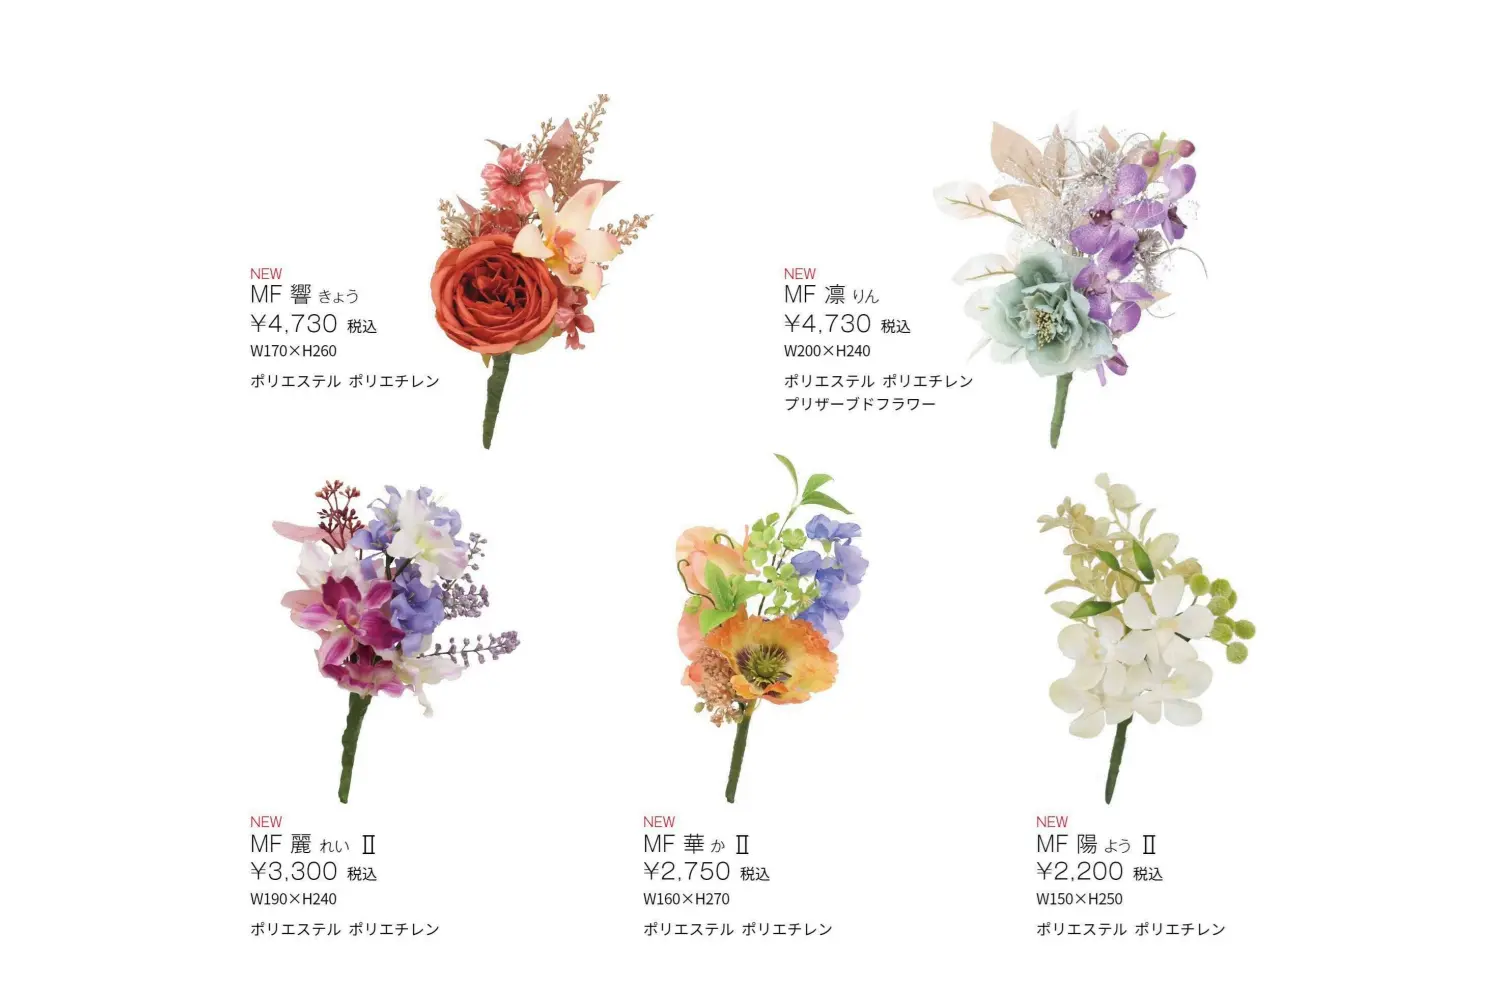 NEW
MF 響 きょう
¥4,730 税込
W170×H260
ポリエステル ポリエチレン
NEW
MF 凛 りん
¥4,730 税込
W200×H240
ポリエステル ポリエチレン
プリザーブドフラワー
NEW
MF 麗 れい Ⅱ
¥3,300 税込
W190×H240
ポリエステル ポリエチレン
NEW
MF 華 か Ⅱ
¥2,750 税込
W160×H270
ポリエステル ポリエチレン
NEW
MF 陽 よう Ⅱ
¥2,200 税込
W150×H250
ポリエステル ポリエチレン